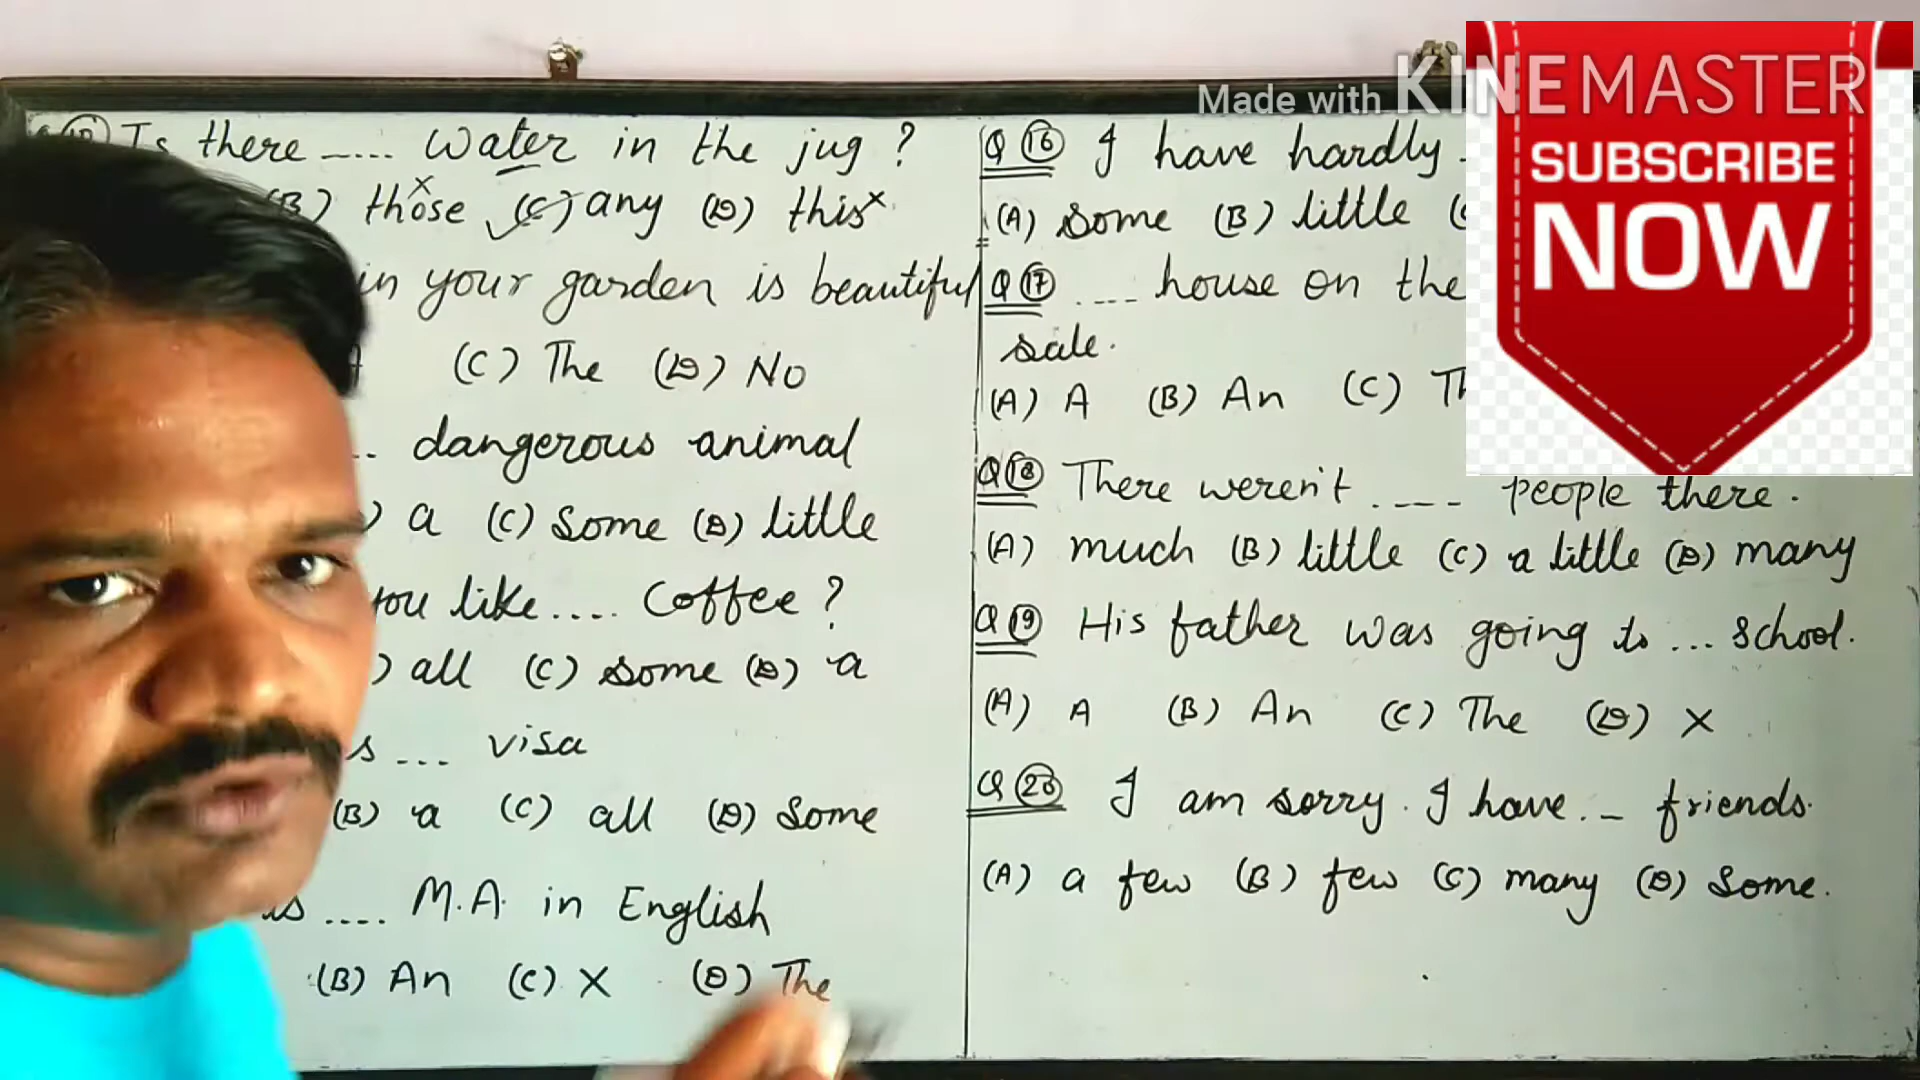 Is there ..... water in the jug ?
(B) those (C) any (D) this
in your garden is beautiful
(C) The (D) No
.. dangerous animal
a (C) some (D) little
you like.... Coffee ?
all (C) some (D) a
... visa
(B) a (C) all (D) some
is .... M.A. in English
(B) An (C) X (D) The
Q 16 I have hardly
(A) some (B) little
Q 17 .... house on the
sale.
(A) A (B) An (C)
Q 18 There weren't .... people there.
(A) much (B) little (C) a little (D) many
Q 19 His father was going to ... school.
(A) A (B) An (C) The (D) X
Q 20 I am sorry. I have... friends.
(A) a few (B) few (C) many (D) some.
Made with KINEMASTER
SUBSCRIBE
NOW